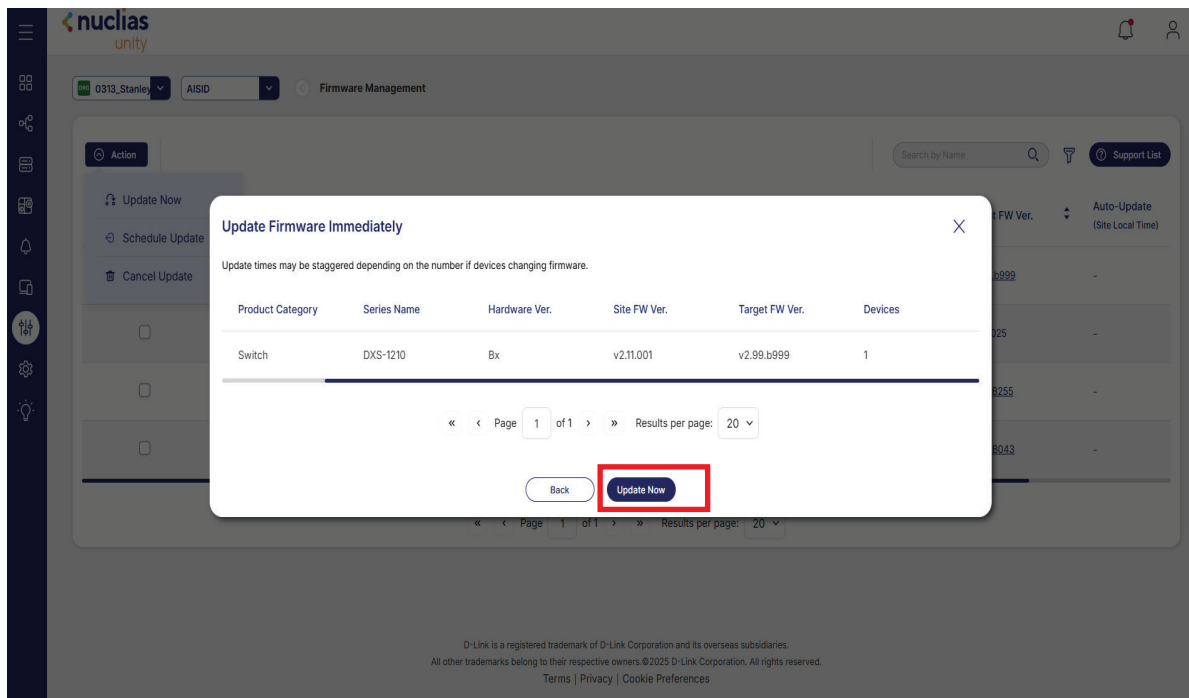 nuclias
unity
ORG 0313_Stanley AISID Firmware Management
Action Search by Name Support List
Update Now
Schedule Update
Cancel Update
t FW Ver. Auto-Update
(Site Local Time)
.b999 -
025 -
8255 -
8043 -
Update Firmware Immediately
Update times may be staggered depending on the number if devices changing firmware.
Product Category Series Name Hardware Ver. Site FW Ver. Target FW Ver. Devices
Switch DXS-1210 Bx v2.11.001 v2.99.b999 1
« ‹ Page 1 of 1 › » Results per page: 20
Back Update Now
« ‹ Page 1 of 1 › » Results per page: 20
D-Link is a registered trademark of D-Link Corporation and its overseas subsidiaries.
All other trademarks belong to their respective owners.©2025 D-Link Corporation. All rights reserved.
Terms | Privacy | Cookie Preferences